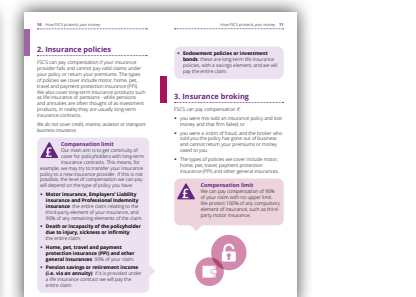 10 How FSCS protects your money
2. Insurance policies
FSCS can pay compensation if your insurance
provider fails and cannot pay valid claims under
your policy or return your premiums. The types
of policies we cover include motor, home, pet,
travel and payment protection insurance (PPI).
We also cover long-term insurance products such
as life insurance or pensions - while pensions
and annuities are often thought of as investment
products, in reality they are usually long-term
insurance contracts.
We do not cover credit, marine, aviation or transport
business insurance.
Compensation limit
Our main aim is to get continuity of
cover for policyholders with long-term
insurance contracts. This means, for
example, we may try to transfer your insurance
policy to a new insurance provider. If this is not
possible, the level of compensation we can pay
will depend on the type of policy you have:
• Motor insurance, Employers' Liability
insurance and Professional Indemnity
insurance: the entire claim relating to the
third-party element of your insurance, and
90% of any remaining elements of the claim.
• Death or incapacity of the policyholder
due to injury, sickness or infirmity:
the entire claim.
• Home, pet, travel and payment
protection insurance (PPI) and other
general insurances: 90% of your claim.
• Pension savings or retirement income
(i.e. via an annuity): if it is provided under
a life insurance contract we will pay the
entire claim.
How FSCS protects your money 11
• Endowment policies or investment
bonds: these are long-term life insurance
policies, with a savings element, and we will
pay the entire claim.
3. Insurance broking
FSCS can pay compensation if:
• you were mis-sold an insurance policy and lost
money and that firm failed; or
• you were a victim of fraud, and the broker who
sold you the policy has gone out of business
and cannot return your premiums or money
owed to you.
• The types of policies we cover include motor,
home, pet, travel, payment protection
insurance (PPI) and other general insurances.
Compensation limit
We can pay compensation of 90%
of your claim with no upper limit.
We protect 100% of any compulsory
element of insurance, such as third-
party motor insurance.